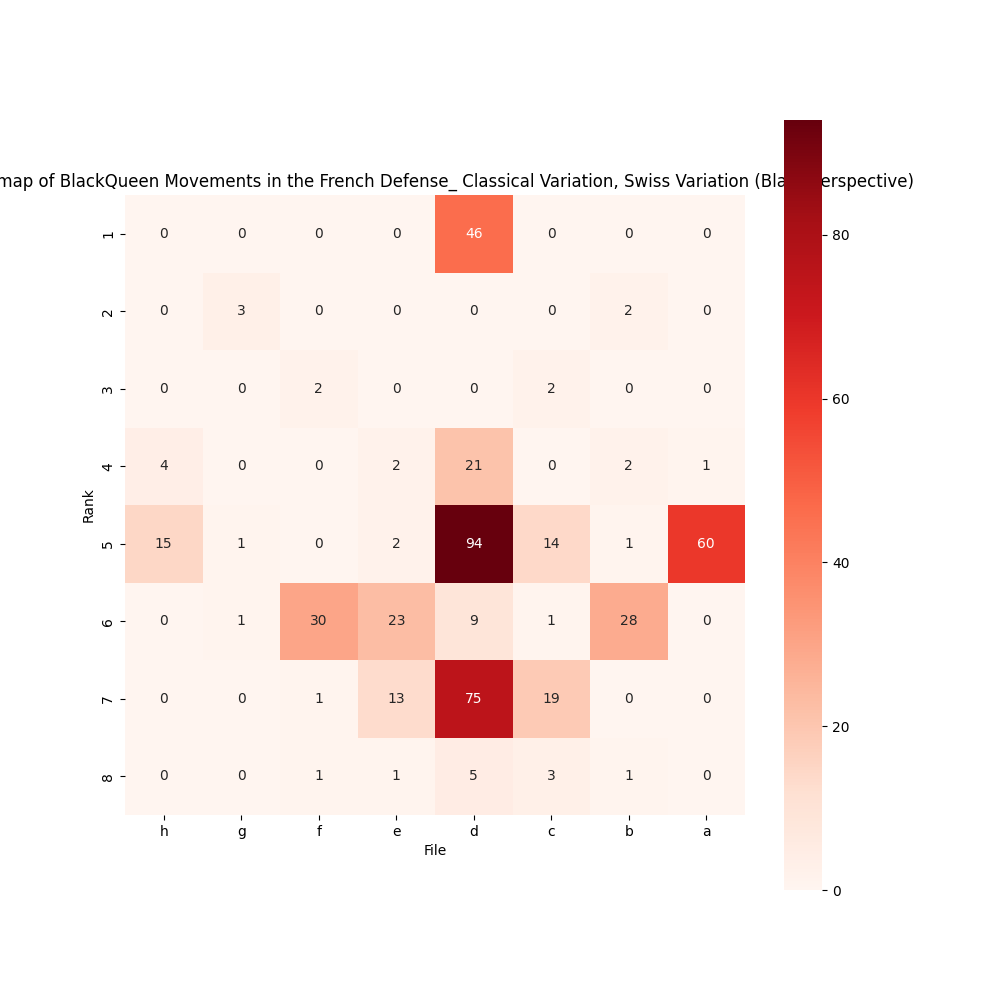 map of BlackQueen Movements in the French Defense_ Classical Variation, Swiss Variation (Bla erspective)
1 0 0 0 0 46 0 0 0
2 0 3 0 0 0 0 2 0
3 0 0 2 0 0 2 0 0
4 4 0 0 2 21 0 2 1
5 15 1 0 2 94 14 1 60
6 0 1 30 23 9 1 28 0
7 0 0 1 13 75 19 0 0
8 0 0 1 1 5 3 1 0
h g f e d c b a
File
Rank
80
60
40
20
0